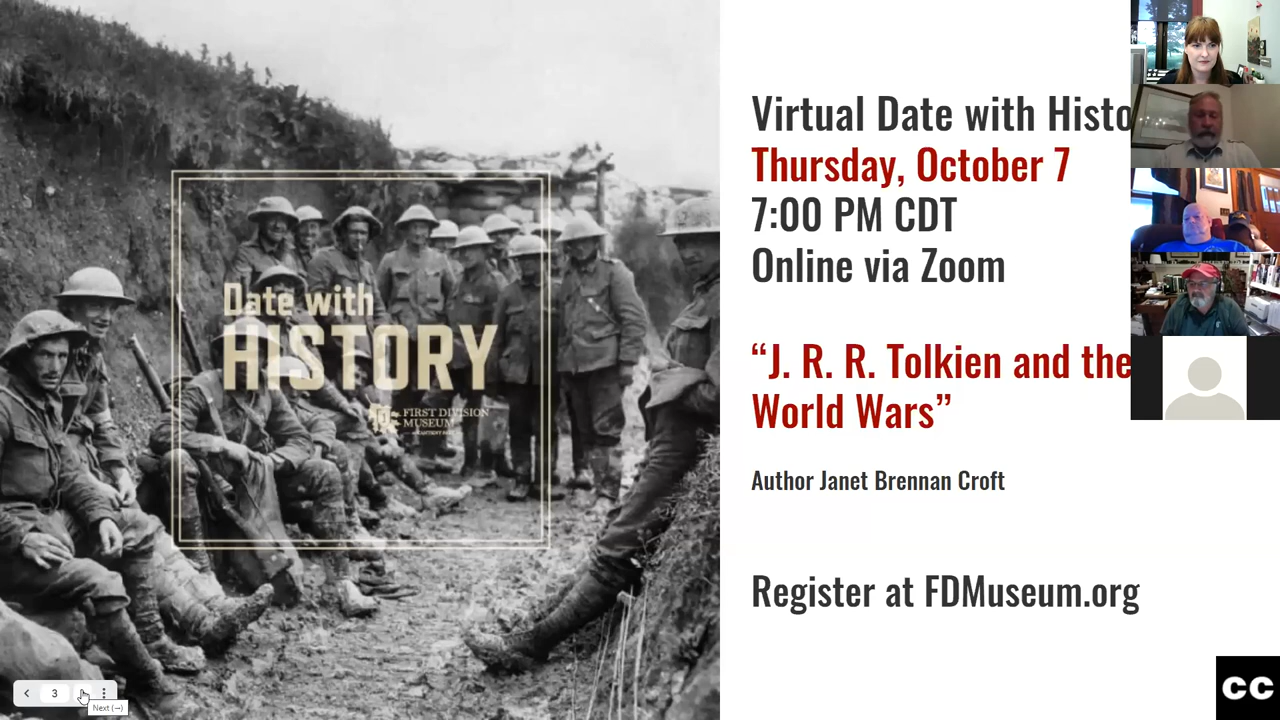 Date with
HISTORY
FIRST DIVISION
MUSEUM
Virtual Date with Histo
Thursday, October 7
7:00 PM CDT
Online via Zoom
“J. R. R. Tolkien and the
World Wars”
Author Janet Brennan Croft
Register at FDMuseum.org
3
Next (→)
CC